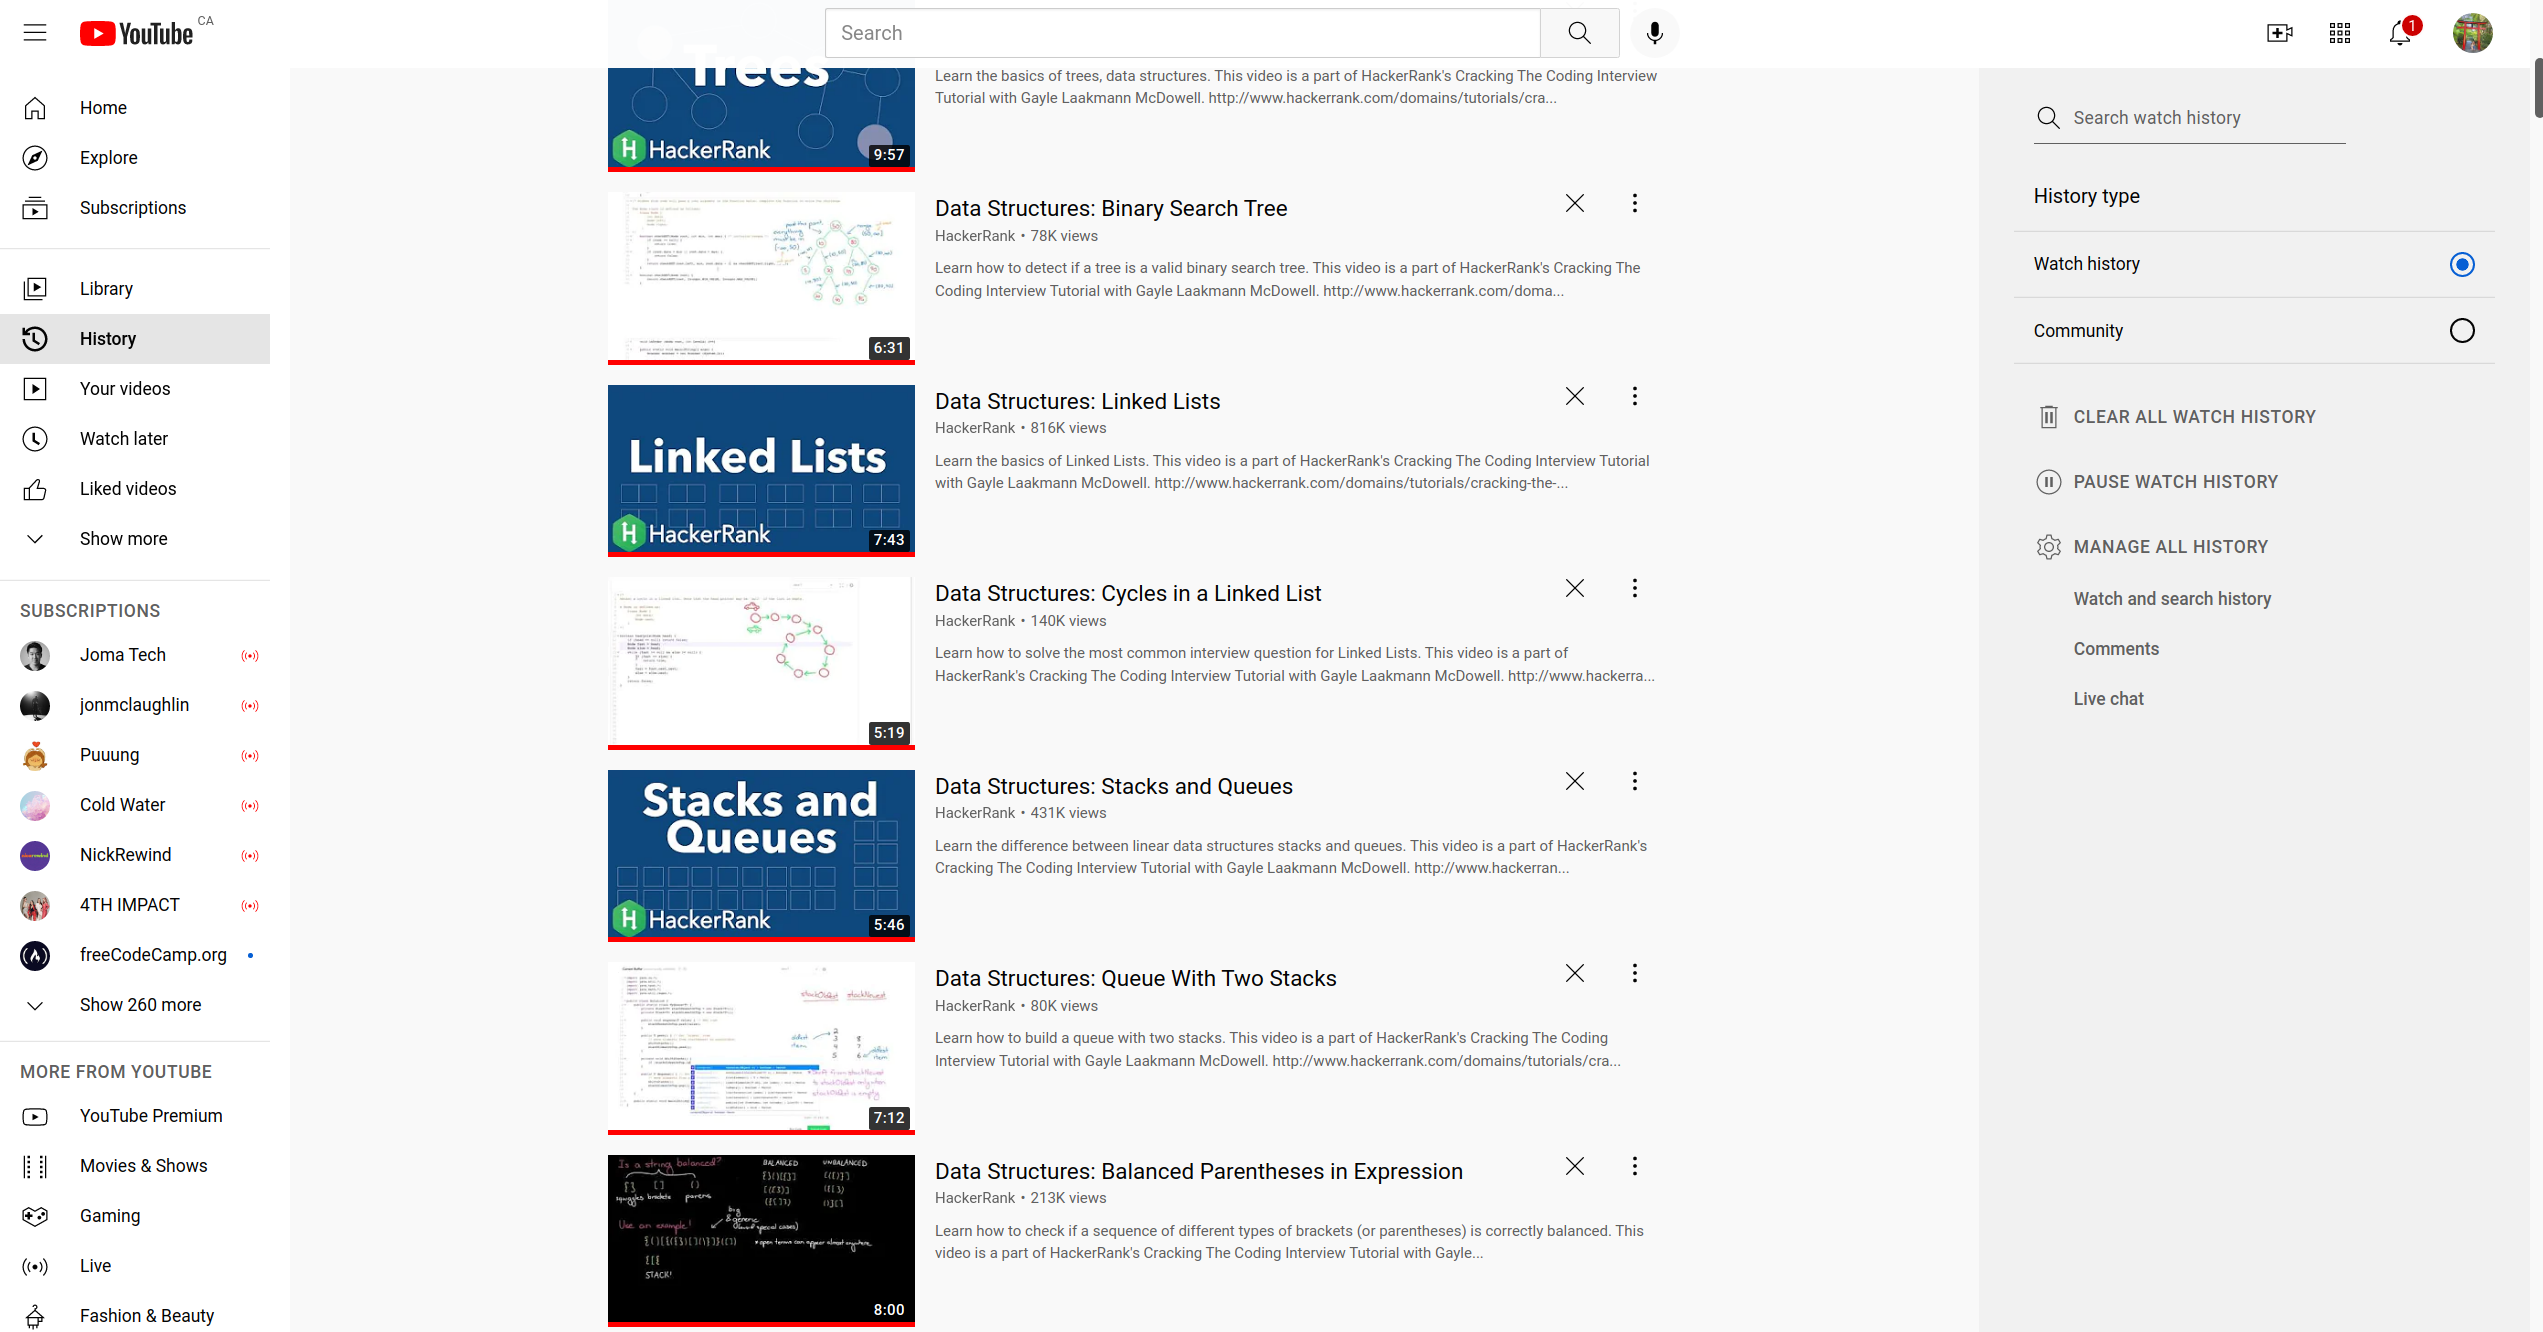 YouTube CA
Search
1
Home
Explore
Subscriptions
Library
History
Your videos
Watch later
Liked videos
Show more
SUBSCRIPTIONS
Joma Tech
jonmclaughlin
Puuung
Cold Water
NickRewind
4TH IMPACT
freeCodeCamp.org
Show 260 more
MORE FROM YOUTUBE
YouTube Premium
Movies & Shows
Gaming
Live
Fashion & Beauty
Trees
HackerRank
9:57
Learn the basics of trees, data structures. This video is a part of HackerRank's Cracking The Coding Interview
Tutorial with Gayle Laakmann McDowell. http://www.hackerrank.com/domains/tutorials/cra...
6:31
Data Structures: Binary Search Tree
HackerRank • 78K views
Learn how to detect if a tree is a valid binary search tree. This video is a part of HackerRank's Cracking The
Coding Interview Tutorial with Gayle Laakmann McDowell. http://www.hackerrank.com/doma...
Linked Lists
HackerRank
7:43
Data Structures: Linked Lists
HackerRank • 816K views
Learn the basics of Linked Lists. This video is a part of HackerRank's Cracking The Coding Interview Tutorial
with Gayle Laakmann McDowell. http://www.hackerrank.com/domains/tutorials/cracking-the-...
5:19
Data Structures: Cycles in a Linked List
HackerRank • 140K views
Learn how to solve the most common interview question for Linked Lists. This video is a part of
HackerRank's Cracking The Coding Interview Tutorial with Gayle Laakmann McDowell. http://www.hackerra...
Stacks and
Queues
HackerRank
5:46
Data Structures: Stacks and Queues
HackerRank • 431K views
Learn the difference between linear data structures stacks and queues. This video is a part of HackerRank's
Cracking The Coding Interview Tutorial with Gayle Laakmann McDowell. http://www.hackerran...
7:12
Data Structures: Queue With Two Stacks
HackerRank • 80K views
Learn how to build a queue with two stacks. This video is a part of HackerRank's Cracking The Coding
Interview Tutorial with Gayle Laakmann McDowell. http://www.hackerrank.com/domains/tutorials/cra...
Is a string balanced?
BALANCED UNBALANCED
squiggles brackets parens
Use an example!
STACK!
8:00
Data Structures: Balanced Parentheses in Expression
HackerRank • 213K views
Learn how to check if a sequence of different types of brackets (or parentheses) is correctly balanced. This
video is a part of HackerRank's Cracking The Coding Interview Tutorial with Gayle...
Search watch history
History type
Watch history
Community
CLEAR ALL WATCH HISTORY
PAUSE WATCH HISTORY
MANAGE ALL HISTORY
Watch and search history
Comments
Live chat